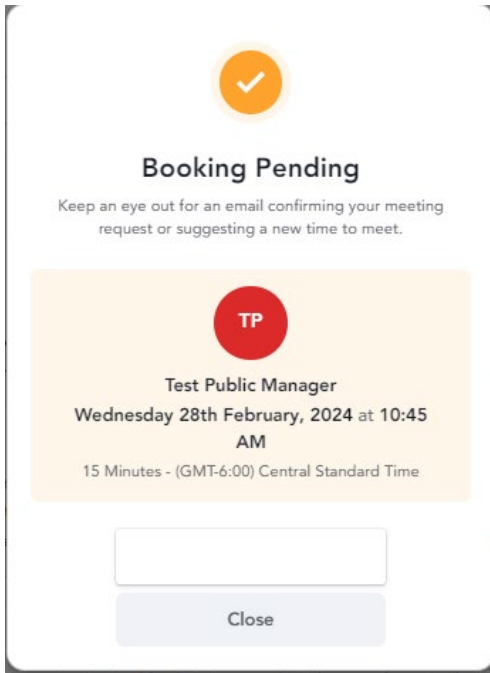 Booking Pending
Keep an eye out for an email confirming your meeting
request or suggesting a new time to meet.
TP
Test Public Manager
Wednesday 28th February, 2024 at 10:45
AM
15 Minutes - (GMT-6:00) Central Standard Time
Close